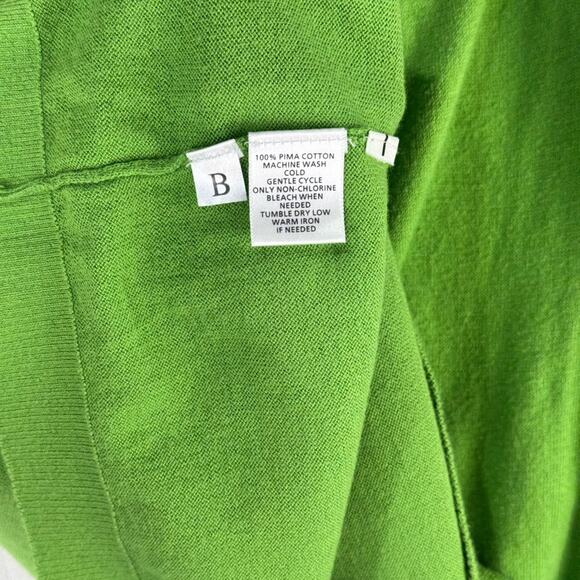 B
100% PIMA COTTON
MACHINE WASH
COLD
GENTLE CYCLE
ONLY NON-CHLORINE
BLEACH WHEN
NEEDED
TUMBLE DRY LOW
WARM IRON
IF NEEDED